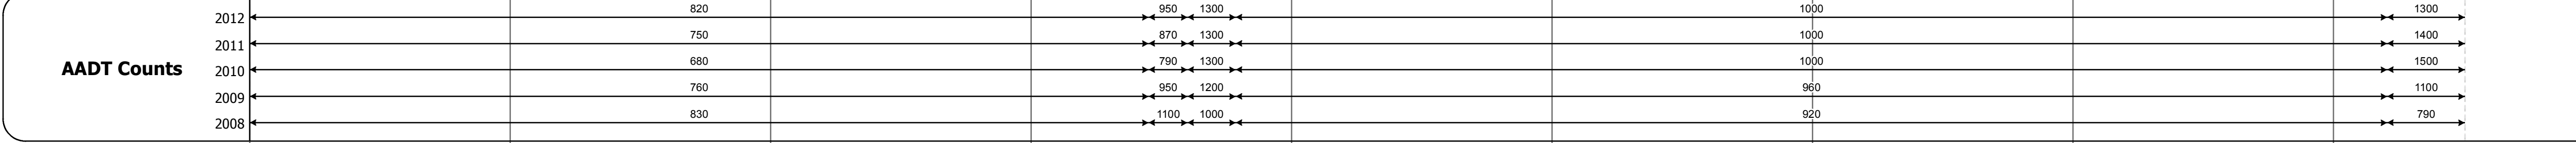 2012 820 950 1300 1000 1300
2011 750 870 1300 1000 1400
AADT Counts
2010 680 790 1300 1000 1500
2009 760 950 1200 960 1100
2008 830 1100 1000 920 790